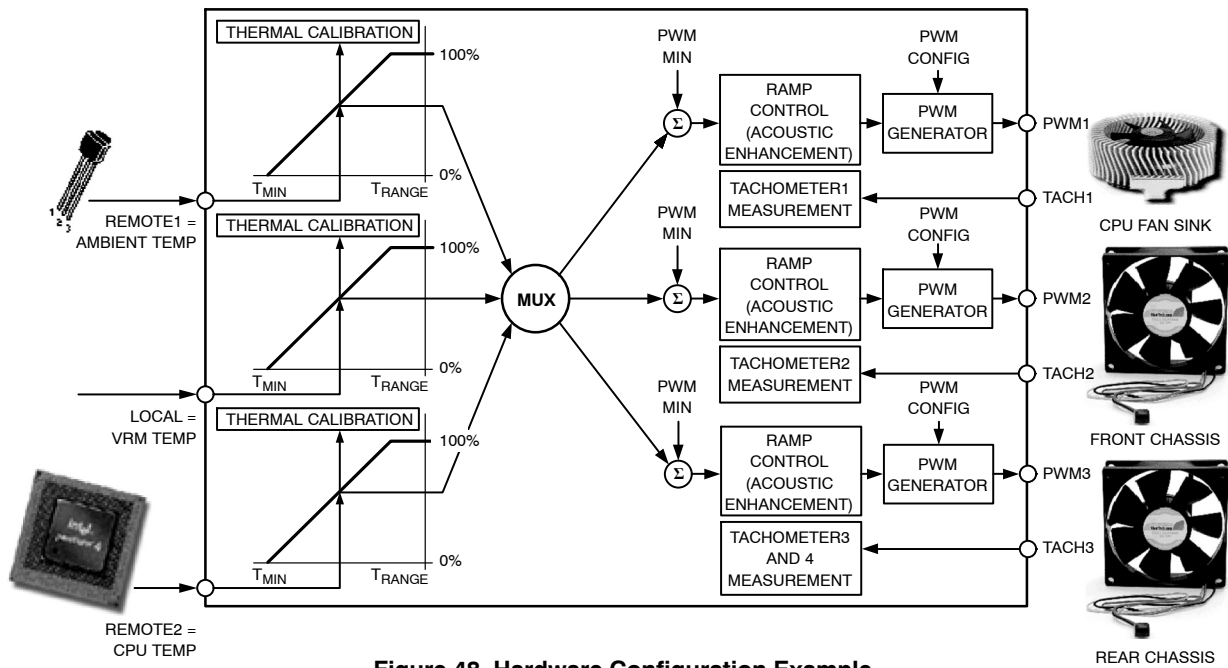 THERMAL CALIBRATION
100%
0%
T_MIN
T_RANGE
1
2
3
REMOTE1 =
AMBIENT TEMP
THERMAL CALIBRATION
100%
0%
T_MIN
T_RANGE
LOCAL =
VRM TEMP
THERMAL CALIBRATION
100%
0%
T_MIN
T_RANGE
REMOTE2 =
CPU TEMP
MUX
PWM
MIN
Σ
RAMP
CONTROL
(ACOUSTIC
ENHANCEMENT)
PWM
CONFIG
PWM
GENERATOR
PWM1
TACHOMETER1
MEASUREMENT
TACH1
CPU FAN SINK
PWM
MIN
Σ
RAMP
CONTROL
(ACOUSTIC
ENHANCEMENT)
PWM
CONFIG
PWM
GENERATOR
PWM2
TACHOMETER2
MEASUREMENT
TACH2
FRONT CHASSIS
PWM
MIN
Σ
RAMP
CONTROL
(ACOUSTIC
ENHANCEMENT)
PWM
CONFIG
PWM
GENERATOR
PWM3
TACHOMETER3
AND 4
MEASUREMENT
TACH3
REAR CHASSIS
Figure 48. Hardware Configuration Example